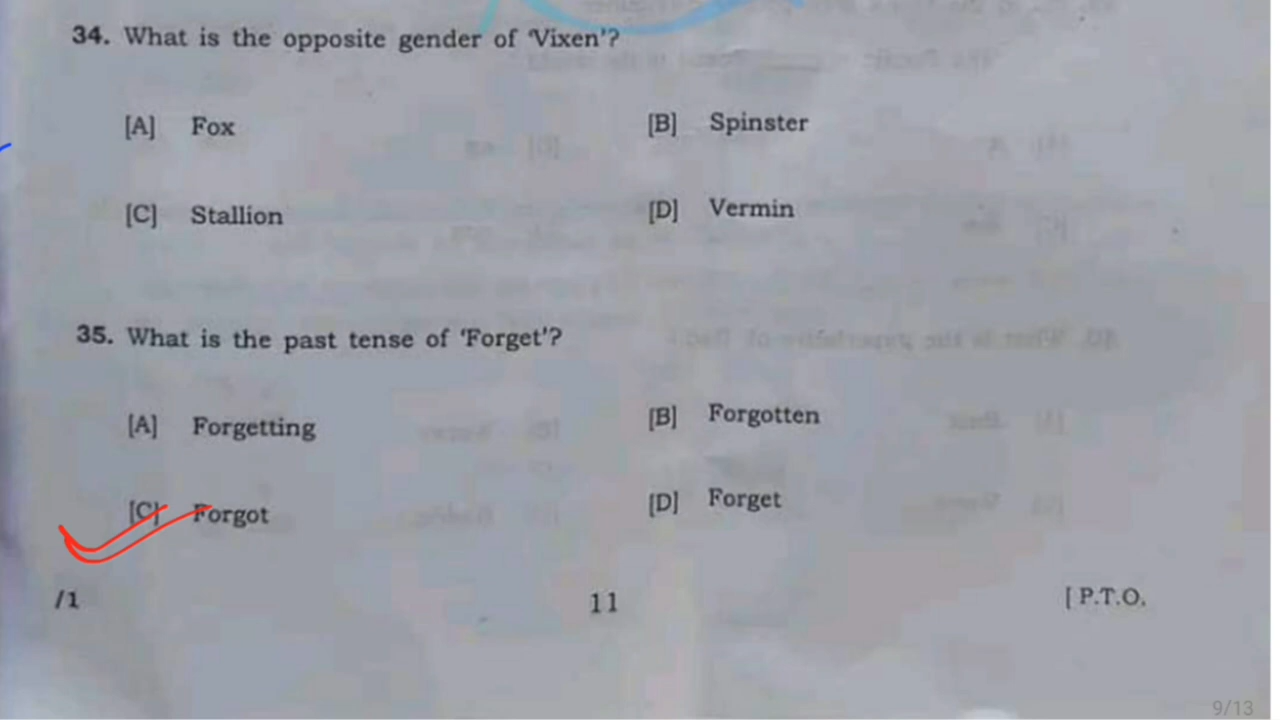 34. What is the opposite gender of 'Vixen'?
[A] Fox [B] Spinster
[C] Stallion [D] Vermin
35. What is the past tense of 'Forget'?
[A] Forgetting [B] Forgotten
[C] Forgot [D] Forget
/1 11 [ P.T.O.
9/13